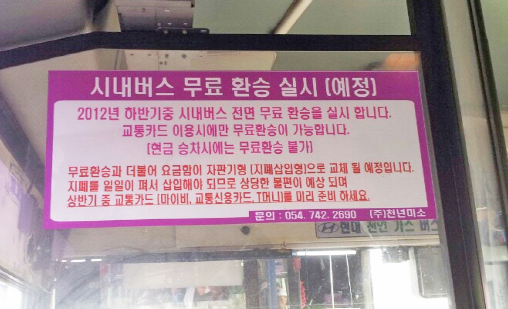 시내버스 무료 환승 실시 (예정)
2012년 하반기중 시내버스 전면 무료 환승을 실시 합니다.
교통카드 이용시에만 무료환승이 가능합니다.
(현금 승차시에는 무료환승 불가)
무료환승과 더불어 요금함이 자판기형 (지폐삽입형)으로 교체 될 예정입니다.
지폐를 일일이 펴서 삽입해야 되므로 상당한 불편이 예상 되며
상반기 중 교통카드 (마이비, 교통신용카드, T머니)를 미리 준비 하세요.
문의 : 054. 742. 2690 (주)천년미소
현대 천연 가스 버스